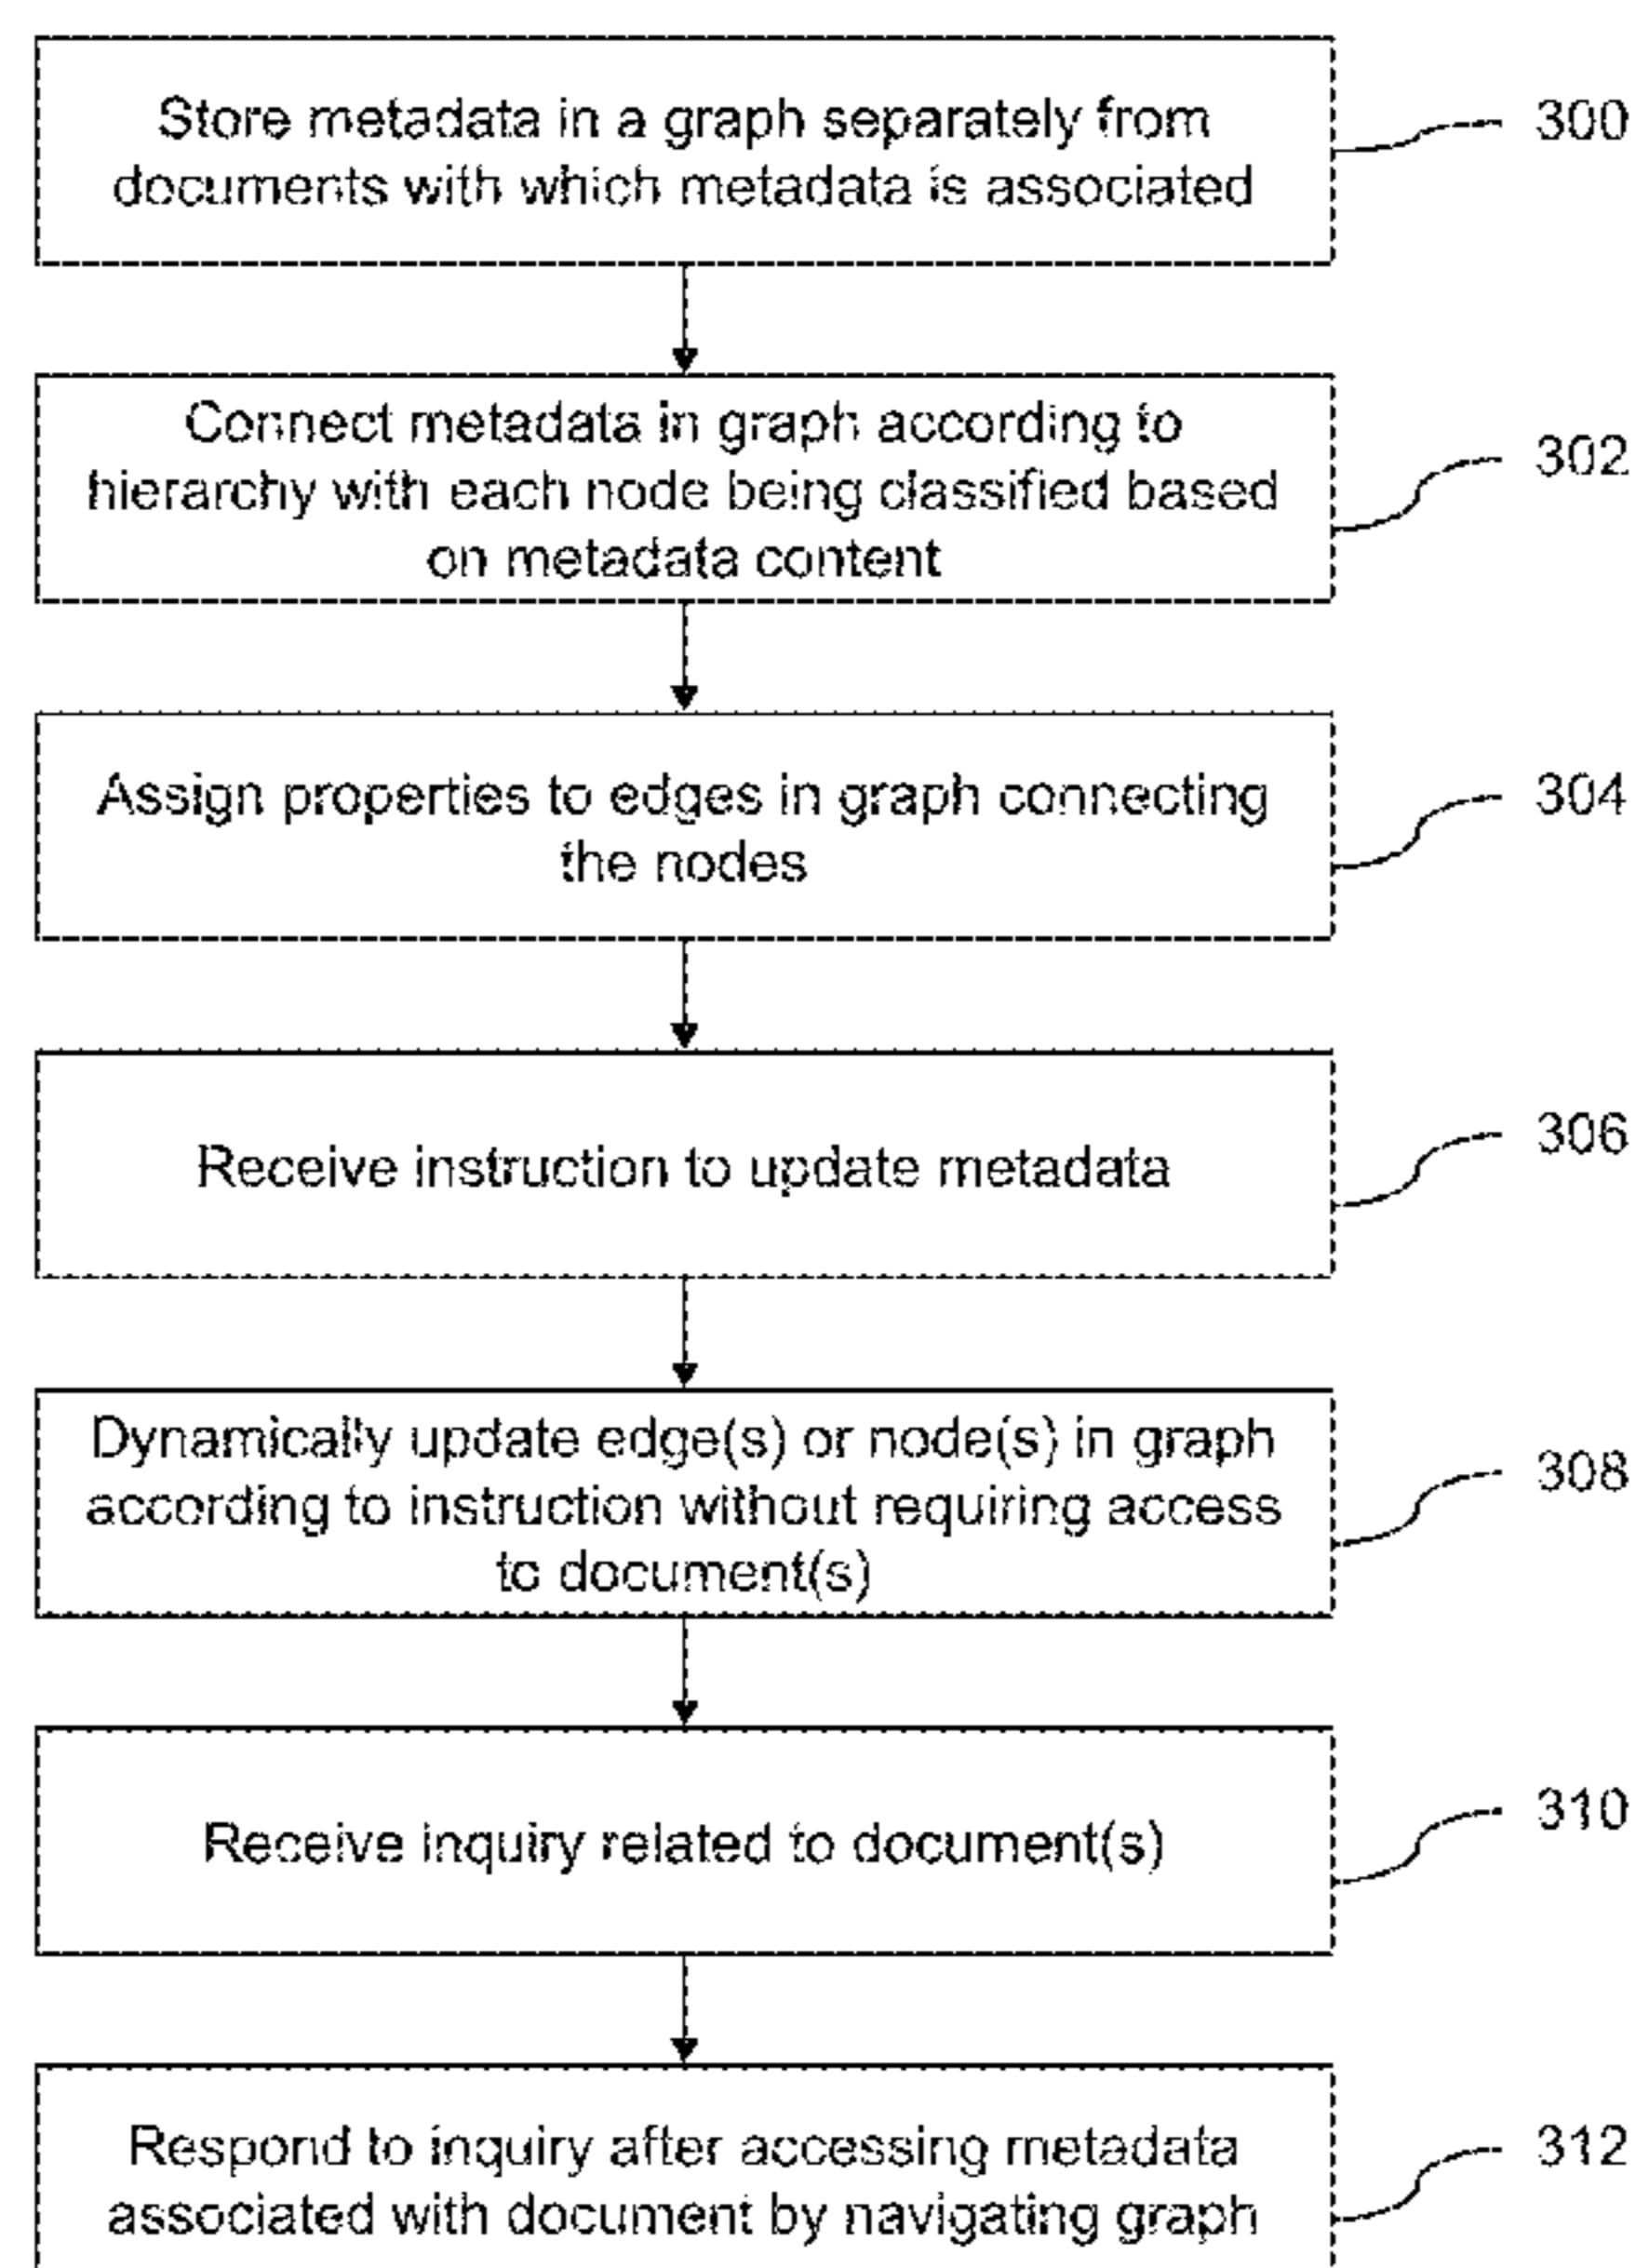 Store metadata in a graph separately from
documents with which metadata is associated
300
Connect metadata in graph according to
hierarchy with each node being classified based
on metadata content
302
Assign properties to edges in graph connecting
the nodes
304
Receive instruction to update metadata
306
Dynamically update edge(s) or node(s) in graph
according to instruction without requiring access
to document(s)
308
Receive inquiry related to document(s)
310
Respond to inquiry after accessing metadata
associated with document by navigating graph
312